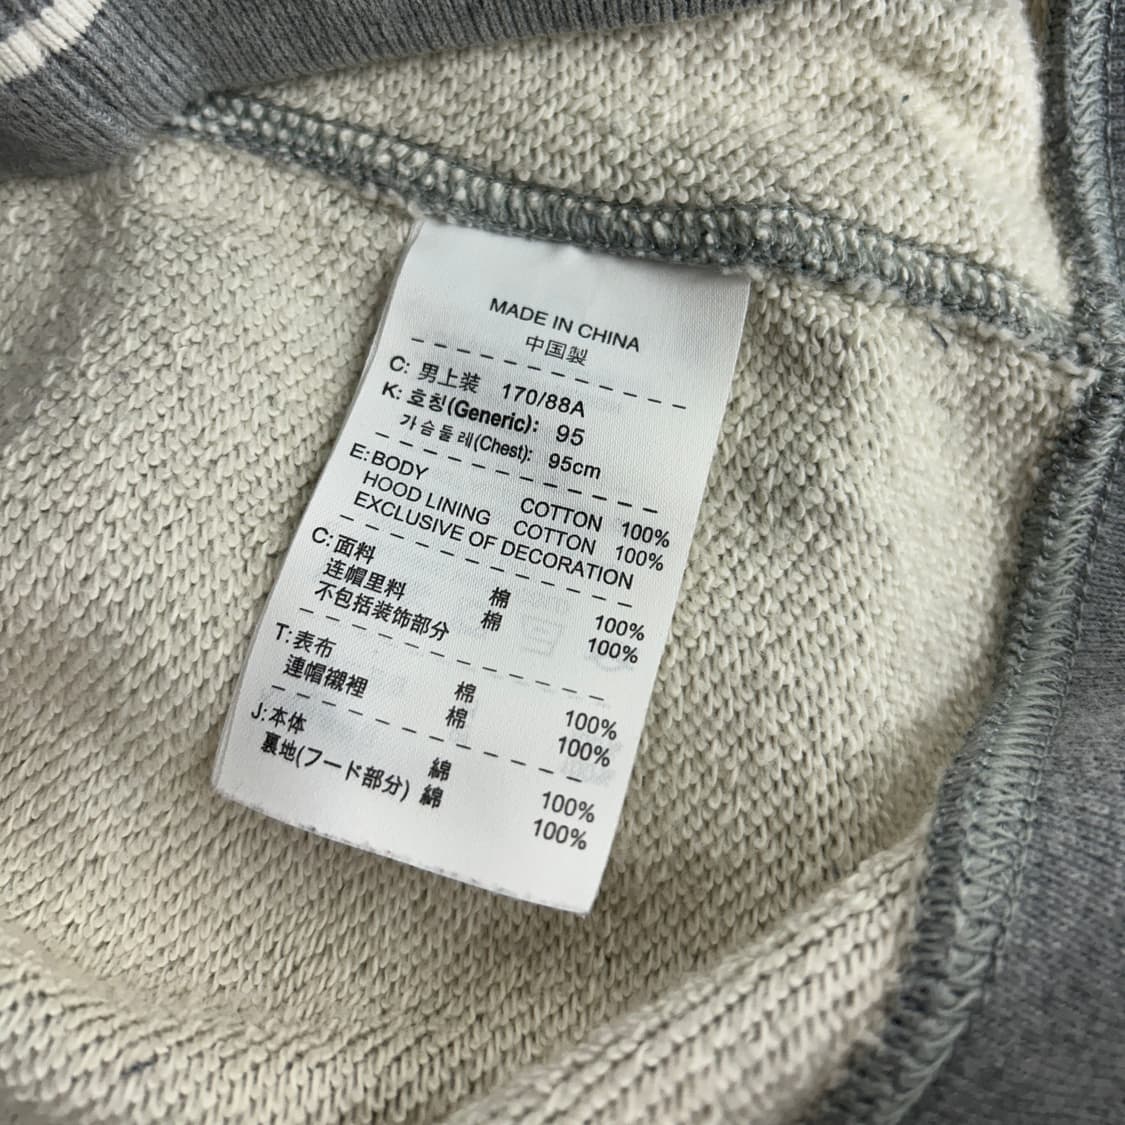 MADE IN CHINA
中国製
C: 男上装 170/88A
K: 호칭(Generic): 95
가슴둘레(Chest): 95cm
E: BODY COTTON 100%
HOOD LINING COTTON 100%
EXCLUSIVE OF DECORATION
C: 面料 棉 100%
连帽里料 棉 100%
不包括装饰部分
T: 表布 棉 100%
連帽襯裡 棉 100%
J: 本体 綿 100%
裏地(フード部分) 綿 100%